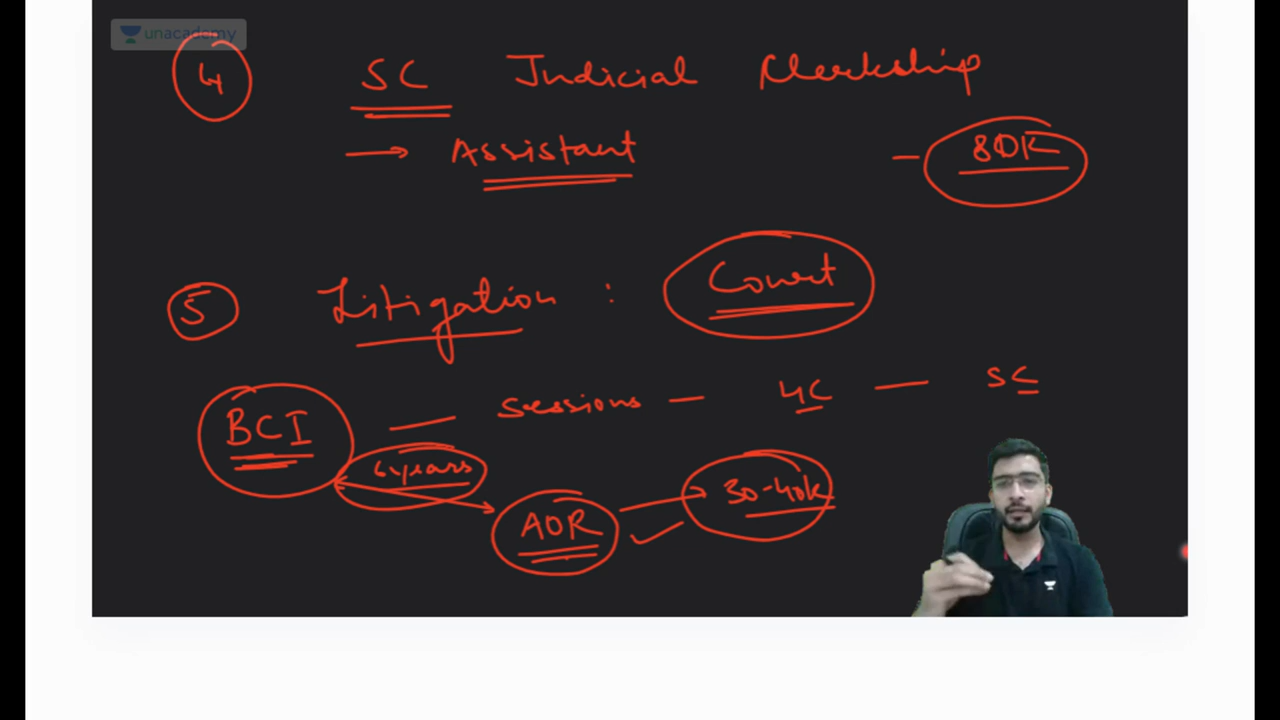 unacademy
4 SC Judicial Clerkship
→ Assistant - 80K
5 Litigation : Court
BCI — Sessions — HC — SC
6 years
AOR → 30-40K